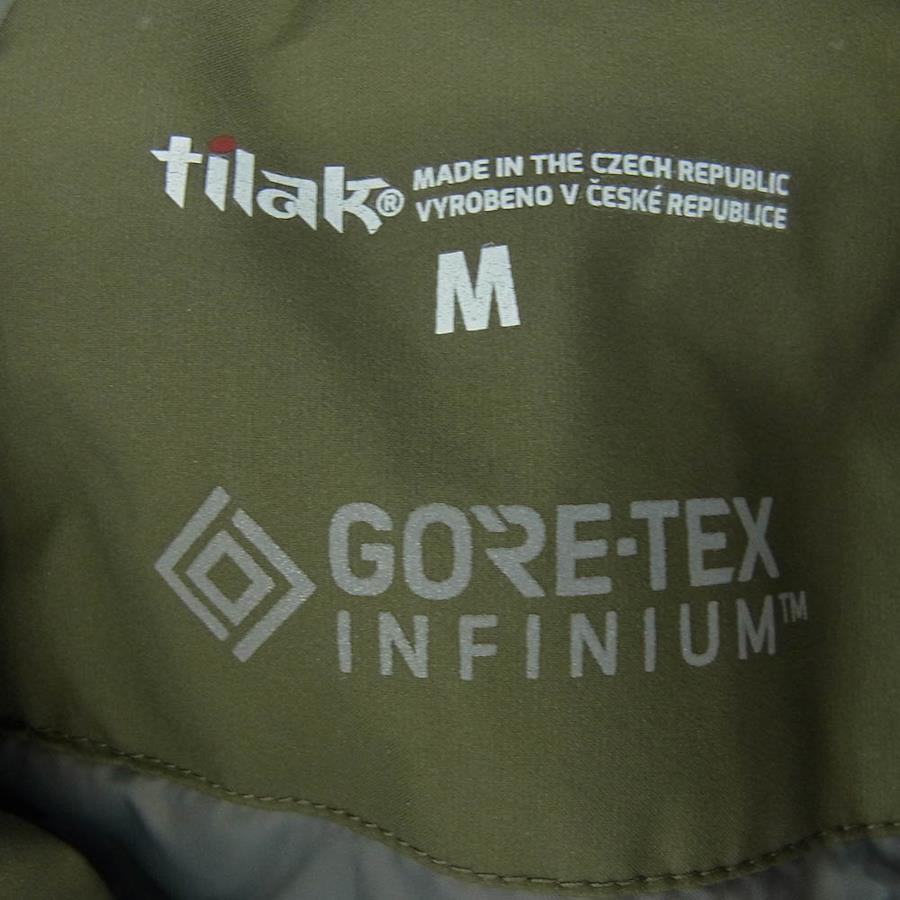 tilak® MADE IN THE CZECH REPUBLIC
VYROBENO V ČESKÉ REPUBLICE
M
GORE-TEX
INFINIUM™